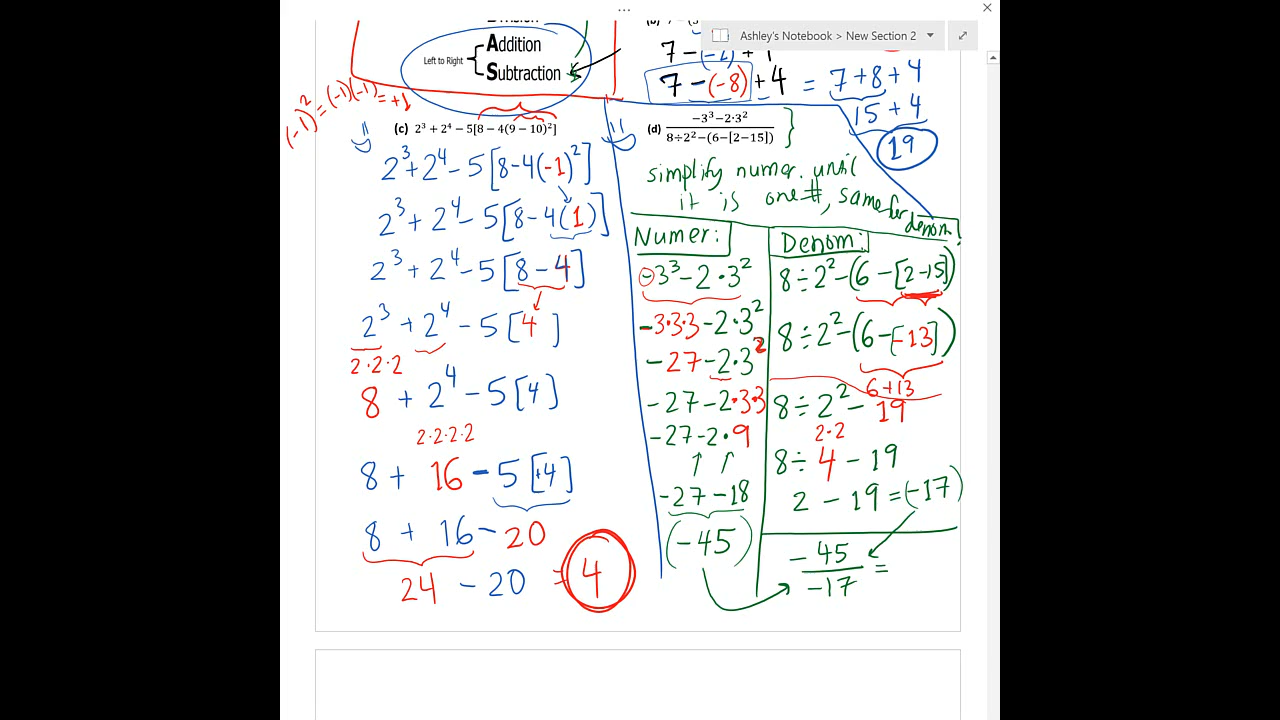 Ashley's Notebook > New Section 2
Addition
Left to Right
Subtraction
7 - (-8) + 4 = 7 + 8 + 4
15 + 4
19
(-1)² = (-1)(-1) = +1
(c) 2³ + 2⁴ − 5[8 − 4(9 − 10)²]
2³ + 2⁴ - 5[8 - 4(-1)²]
2³ + 2⁴ - 5[8 - 4(1)]
2³ + 2⁴ - 5[8 - 4]
2³ + 2⁴ - 5[4]
2·2·2
8 + 2⁴ - 5[4]
2·2·2·2
8 + 16 - 5[+4]
8 + 16 - 20
24 - 20 = 4
(d) −3³−2·3²
8÷2²−(6−[2−15])
simplify numer. until
it is one #, same for
denom!
Numer:
-3³ - 2·3²
-3·3·3 - 2·3²
-27 - 2·3²
-27 - 2·3·3
-27 - 2·9
-27 - 18
(-45)
Denom:
8 ÷ 2² - (6 - [2 - 15])
8 ÷ 2² - (6 - [-13])
6 + 13
8 ÷ 2² - 19
2·2
8 ÷ 4 - 19
2 - 19 = (-17)
-45
-17 =